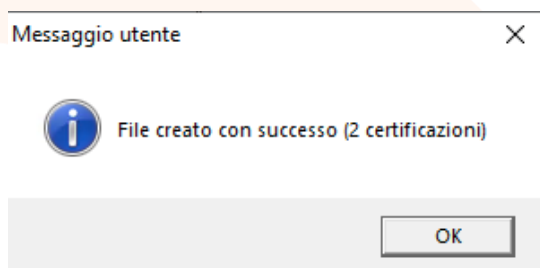 Messaggio utente
File creato con successo (2 certificazioni)
OK